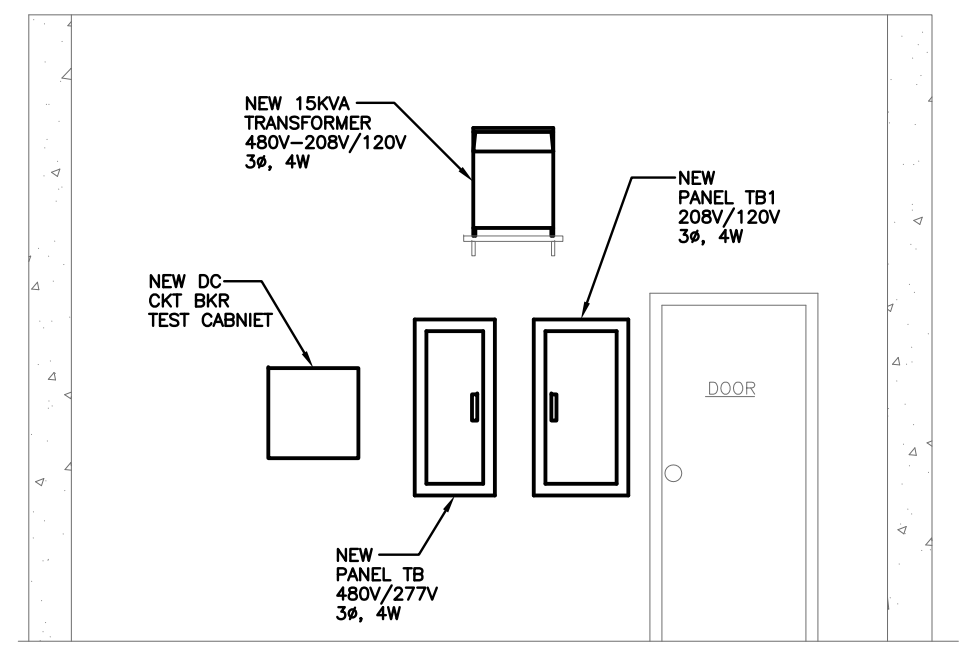 NEW 15KVA
TRANSFORMER
480V-208V/120V
3ø, 4W
NEW
PANEL TB1
208V/120V
3ø, 4W
NEW DC
CKT BKR
TEST CABNIET
DOOR
NEW
PANEL TB
480V/277V
3ø, 4W